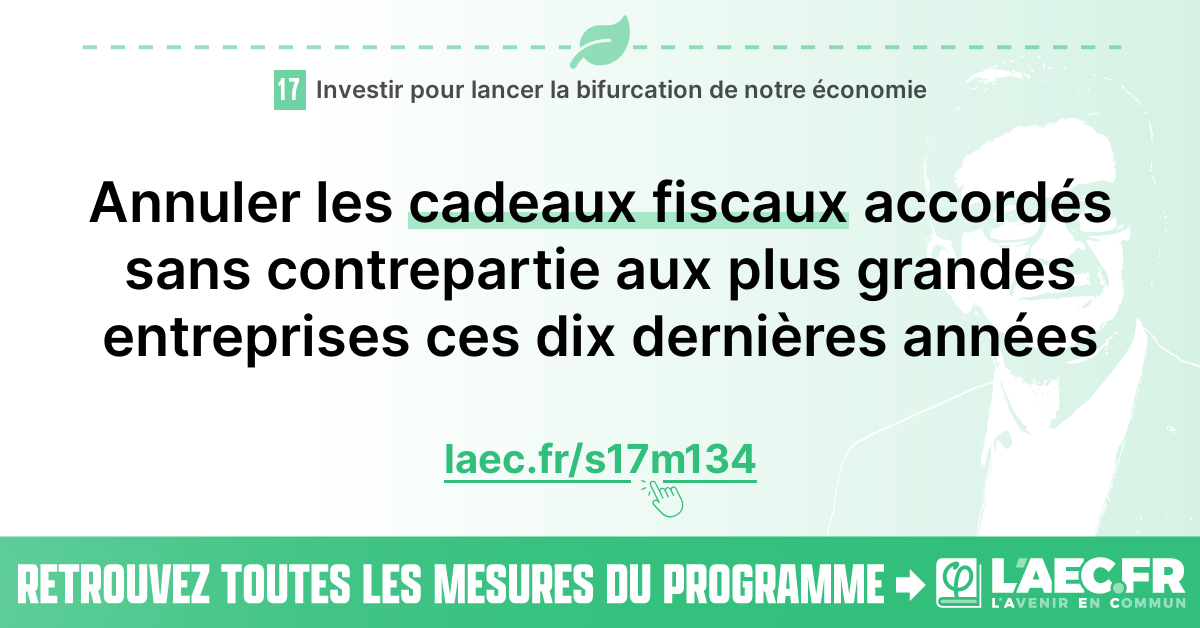 17 Investir pour lancer la bifurcation de notre économie
Annuler les cadeaux fiscaux accordés
sans contrepartie aux plus grandes
entreprises ces dix dernières années
laec.fr/s17m134
RETROUVEZ TOUTES LES MESURES DU PROGRAMME
L'AEC.FR
L'AVENIR EN COMMUN